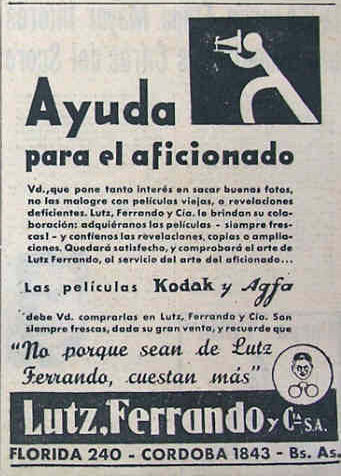 Ayuda
para el aficionado
Vd., que pone tanto interés en sacar buenas fotos,
no las malogre con películas viejas, o revelaciones
deficientes. Lutz, Ferrando y Cía. le brindan su cola-
boración: adquiéranos las películas - siempre fres-
cas! - y confíenos las revelaciones, copias o amplia-
ciones. Quedará satisfecho, y comprobará el arte de
Lutz Ferrando, al servicio del arte del aficionado...
Las películas Kodak y Agfa
debe Vd. comprarlas en Lutz, Ferrando y Cía. Son
siempre frescas, dada su gran venta, y recuerde que
"No porque sean de Lutz
Ferrando, cuestan más"
Lutz, Ferrando y CIA S.A.
FLORIDA 240 - CORDOBA 1843 - Bs. As.